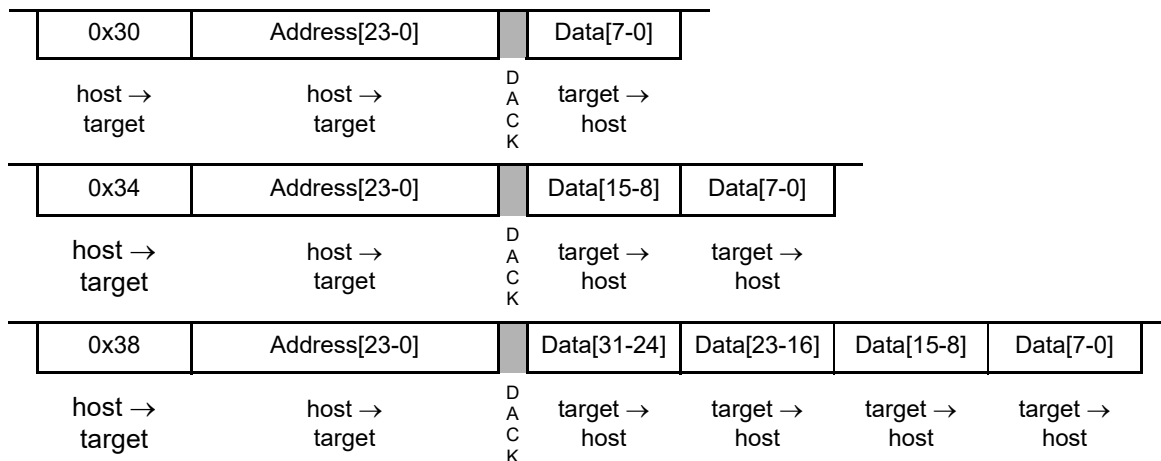 0x30 Address[23-0] Data[7-0]
host → target host → target DACK target → host
0x34 Address[23-0] Data[15-8] Data[7-0]
host → target host → target DACK target → host target → host
0x38 Address[23-0] Data[31-24] Data[23-16] Data[15-8] Data[7-0]
host → target host → target DACK target → host target → host target → host target → host